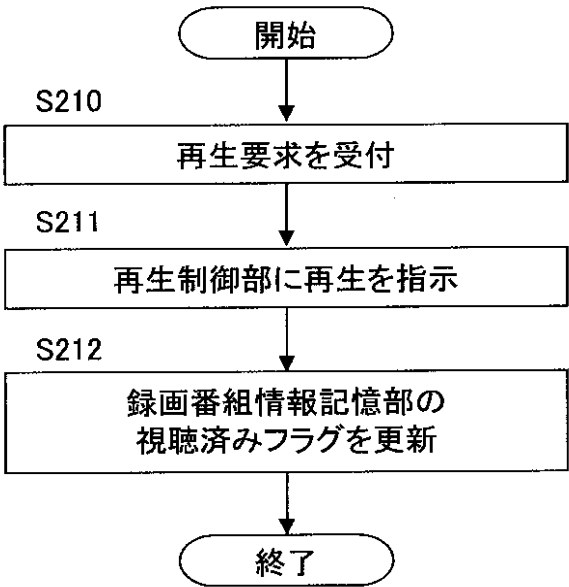 開始
S210
再生要求を受付
S211
再生制御部に再生を指示
S212
録画番組情報記憶部の
視聴済みフラグを更新
終了